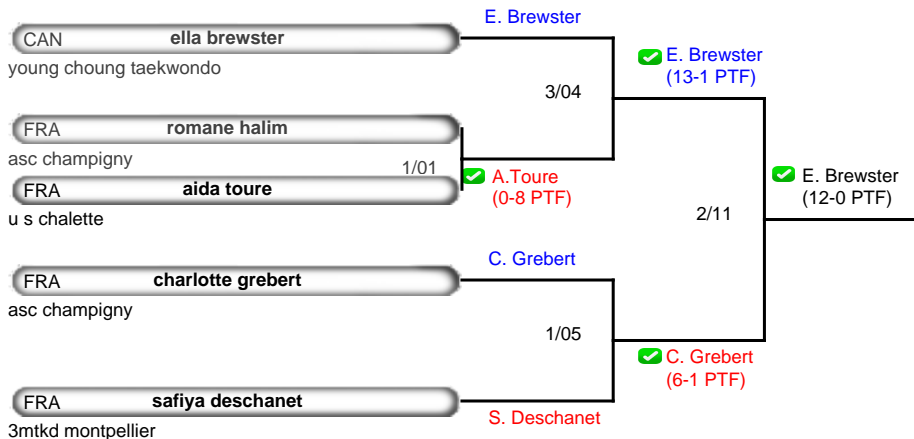 E. Brewster
CAN ella brewster
young choung taekwondo
E. Brewster
(13-1 PTF)
3/04
FRA romane halim
asc champigny
1/01
A.Toure
(0-8 PTF)
FRA aida toure
u s chalette
E. Brewster
(12-0 PTF)
2/11
C. Grebert
FRA charlotte grebert
asc champigny
1/05
C. Grebert
(6-1 PTF)
FRA safiya deschanet
S. Deschanet
3mtkd montpellier